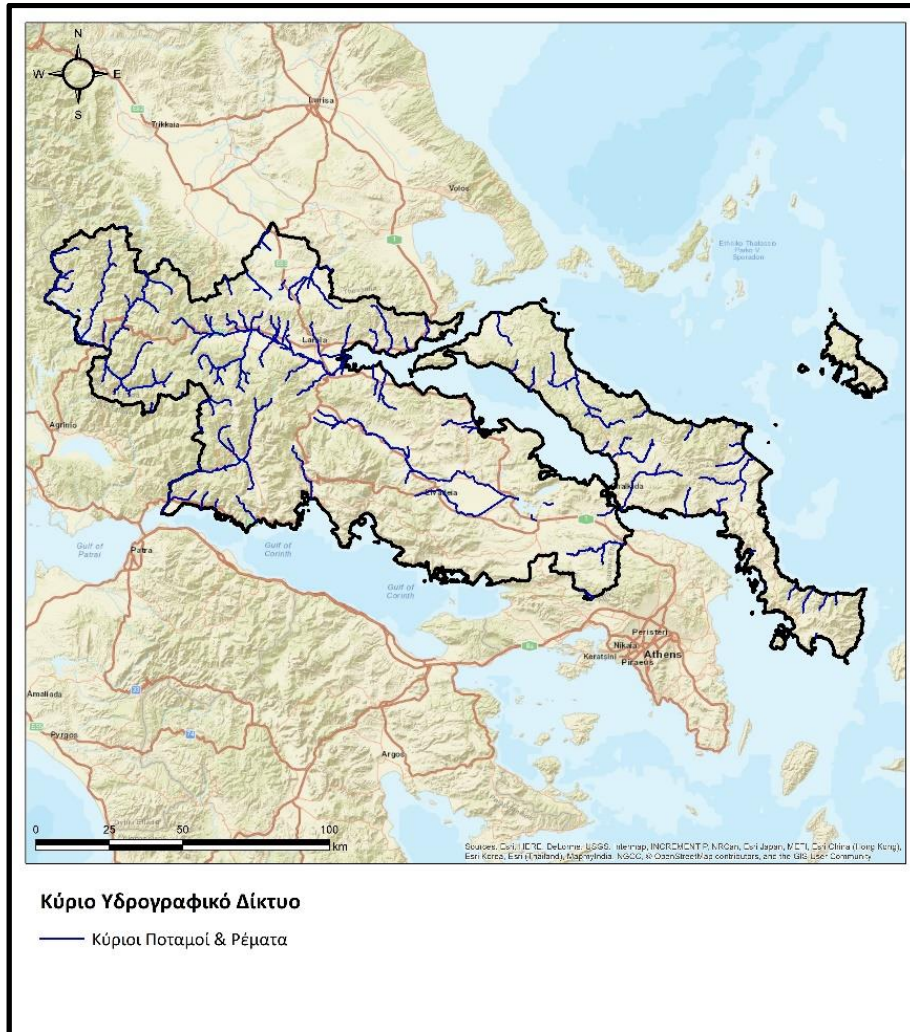 N
W E
S
Larisa
Trikkala
Volos
Lamia
Agrinio
Gulf of
Patrai
Patra
Gulf of
Corinth
Gulf of
Corinth
Peristeri
Nikaia
Athens
Keratsini
Piraeus
Amaliada
Pyrgos
Argos
0 25 50 100
km
Sources: Esri, HERE, DeLorme, USGS, Intermap, INCREMENT P, NRCan, Esri Japan, METI, Esri China (Hong Kong),
Esri Korea, Esri (Thailand), MapmyIndia, NGCC, © OpenStreetMap contributors, and the GIS User Community
Κύριο Υδρογραφικό Δίκτυο
Κύριοι Ποταμοί & Ρέματα